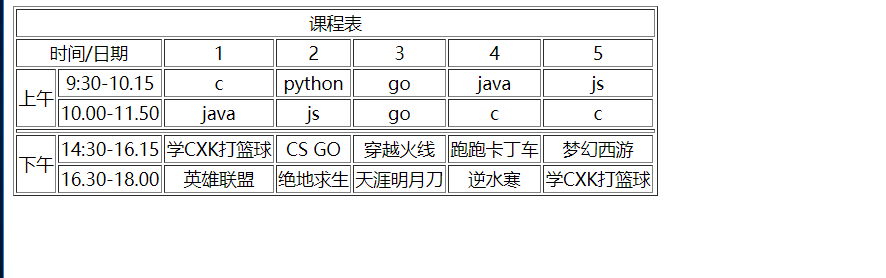 课程表
时间/日期 1 2 3 4 5
上午 9:30-10.15 c python go java js
10.00-11.50 java js go c c
下午 14:30-16.15 学CXK打篮球 CS GO 穿越火线 跑跑卡丁车 梦幻西游
16.30-18.00 英雄联盟 绝地求生 天涯明月刀 逆水寒 学CXK打篮球